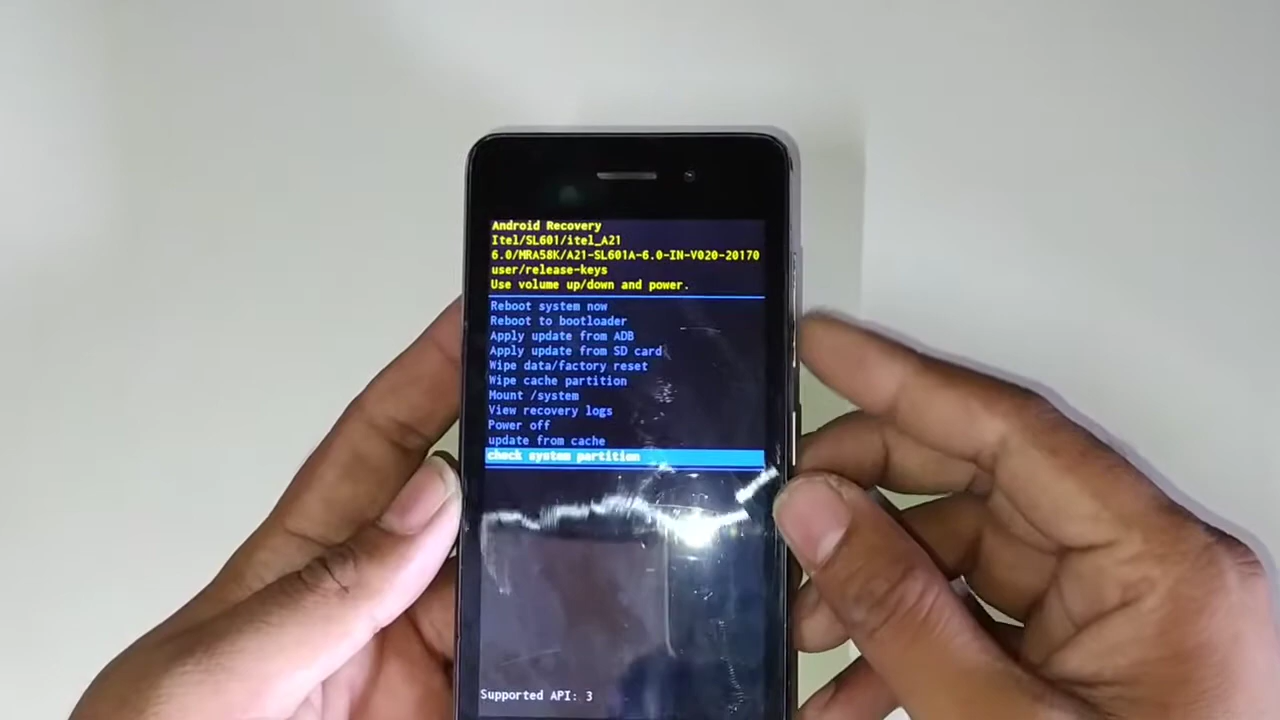 Android Recovery
Itel/SL601/itel_A21
6.0/MRA58K/A21-SL601A-6.0-IN-V020-20170
user/release-keys
Use volume up/down and power.
Reboot system now
Reboot to bootloader
Apply update from ADB
Apply update from SD card
Wipe data/factory reset
Wipe cache partition
Mount /system
View recovery logs
Power off
update from cache
check system partition
Supported API: 3